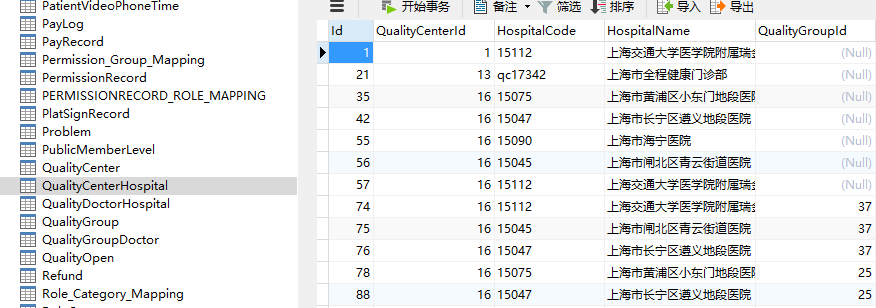 PatientVideoPhoneTime
PayLog
PayRecord
Permission_Group_Mapping
PermissionRecord
PERMISSIONRECORD_ROLE_MAPPING
PlatSignRecord
Problem
PublicMemberLevel
QualityCenter
QualityCenterHospital
QualityDoctorHospital
QualityGroup
QualityGroupDoctor
QualityOpen
Refund
Role_Category_Mapping
开始事务 备注 筛选 排序 导入 导出
Id QualityCenterId HospitalCode HospitalName QualityGroupId
1 1 15112 上海交通大学医学院附属瑞金 (Null)
21 13 qc17342 上海市全程健康门诊部 (Null)
35 16 15075 上海市黄浦区小东门地段医院 (Null)
42 16 15047 上海市长宁区遵义地段医院 (Null)
55 16 15090 上海市海宁医院 (Null)
56 16 15045 上海市闸北区青云街道医院 (Null)
57 16 15112 上海交通大学医学院附属瑞金 (Null)
74 16 15112 上海交通大学医学院附属瑞金 37
75 16 15045 上海市闸北区青云街道医院 37
76 16 15047 上海市长宁区遵义地段医院 37
78 16 15075 上海市黄浦区小东门地段医院 25
88 16 15047 上海市长宁区遵义地段医院 25